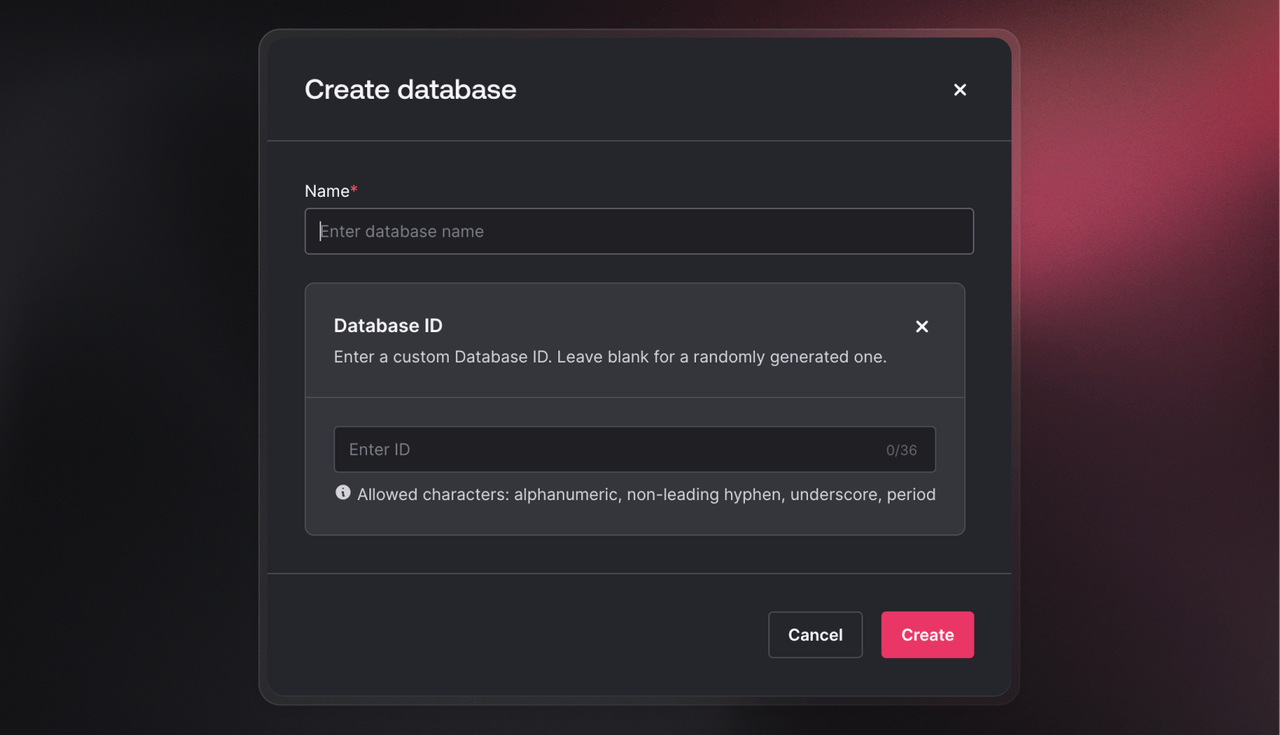 Create database
Name*
Enter database name
Database ID
Enter a custom Database ID. Leave blank for a randomly generated one.
Enter ID 0/36
Allowed characters: alphanumeric, non-leading hyphen, underscore, period
Cancel Create